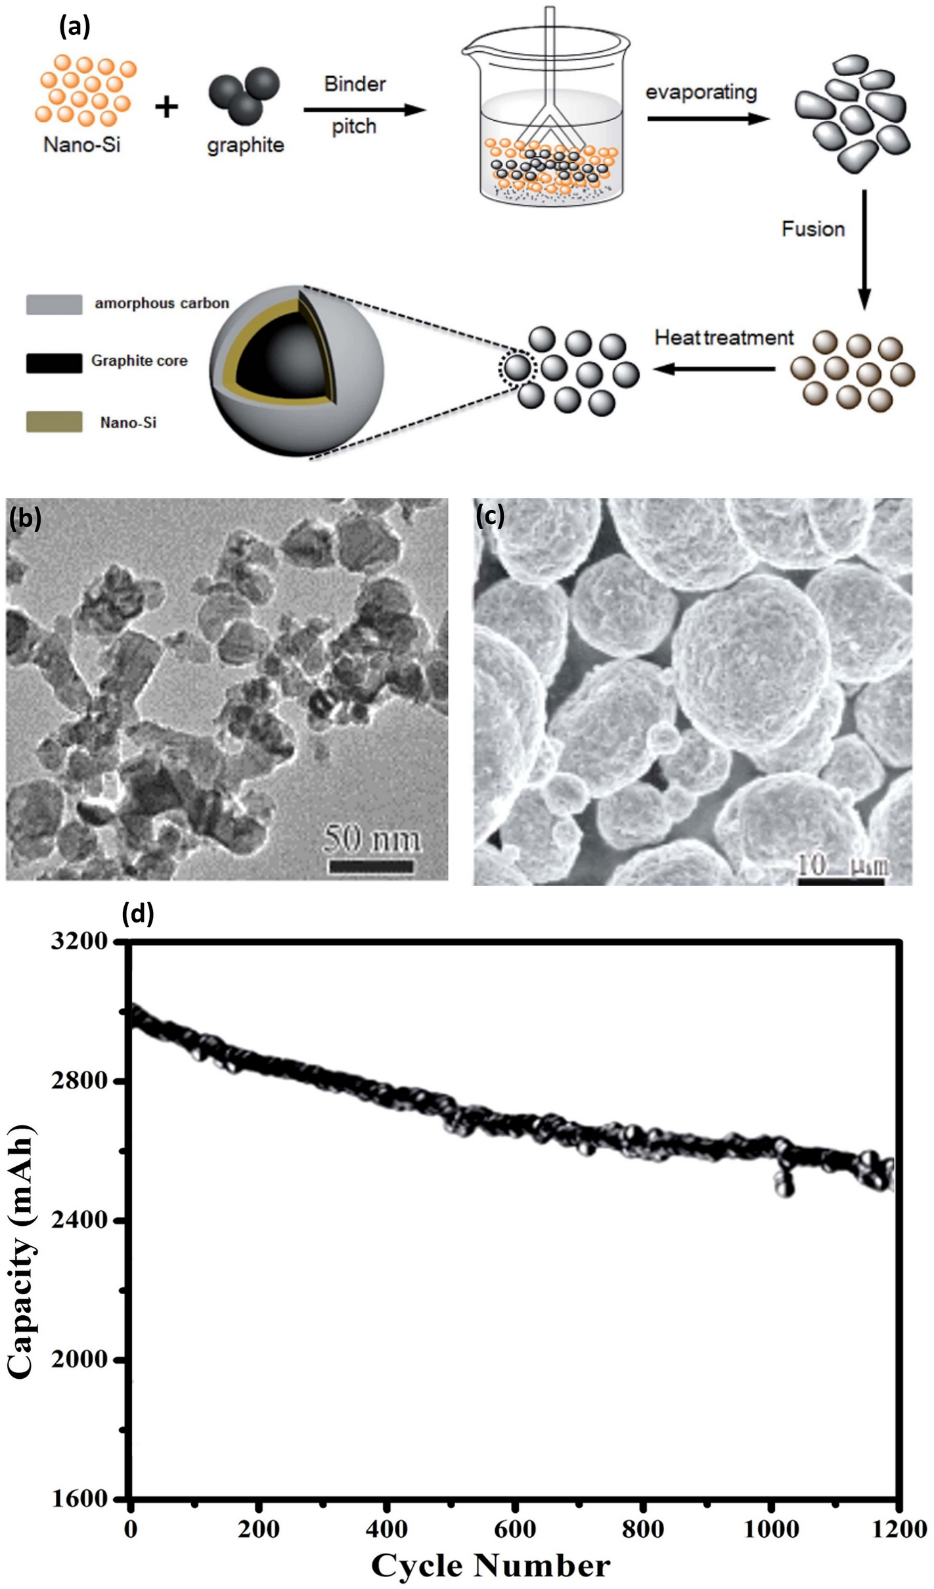 (a)
Nano-Si
+
graphite
Binder
pitch
evaporating
Fusion
Heat treatment
amorphous carbon
Graphite core
Nano-Si
(b)
50 nm
(c)
10 μm
(d)
3200
2800
2400
2000
1600
Capacity (mAh)
0 200 400 600 800 1000 1200
Cycle Number